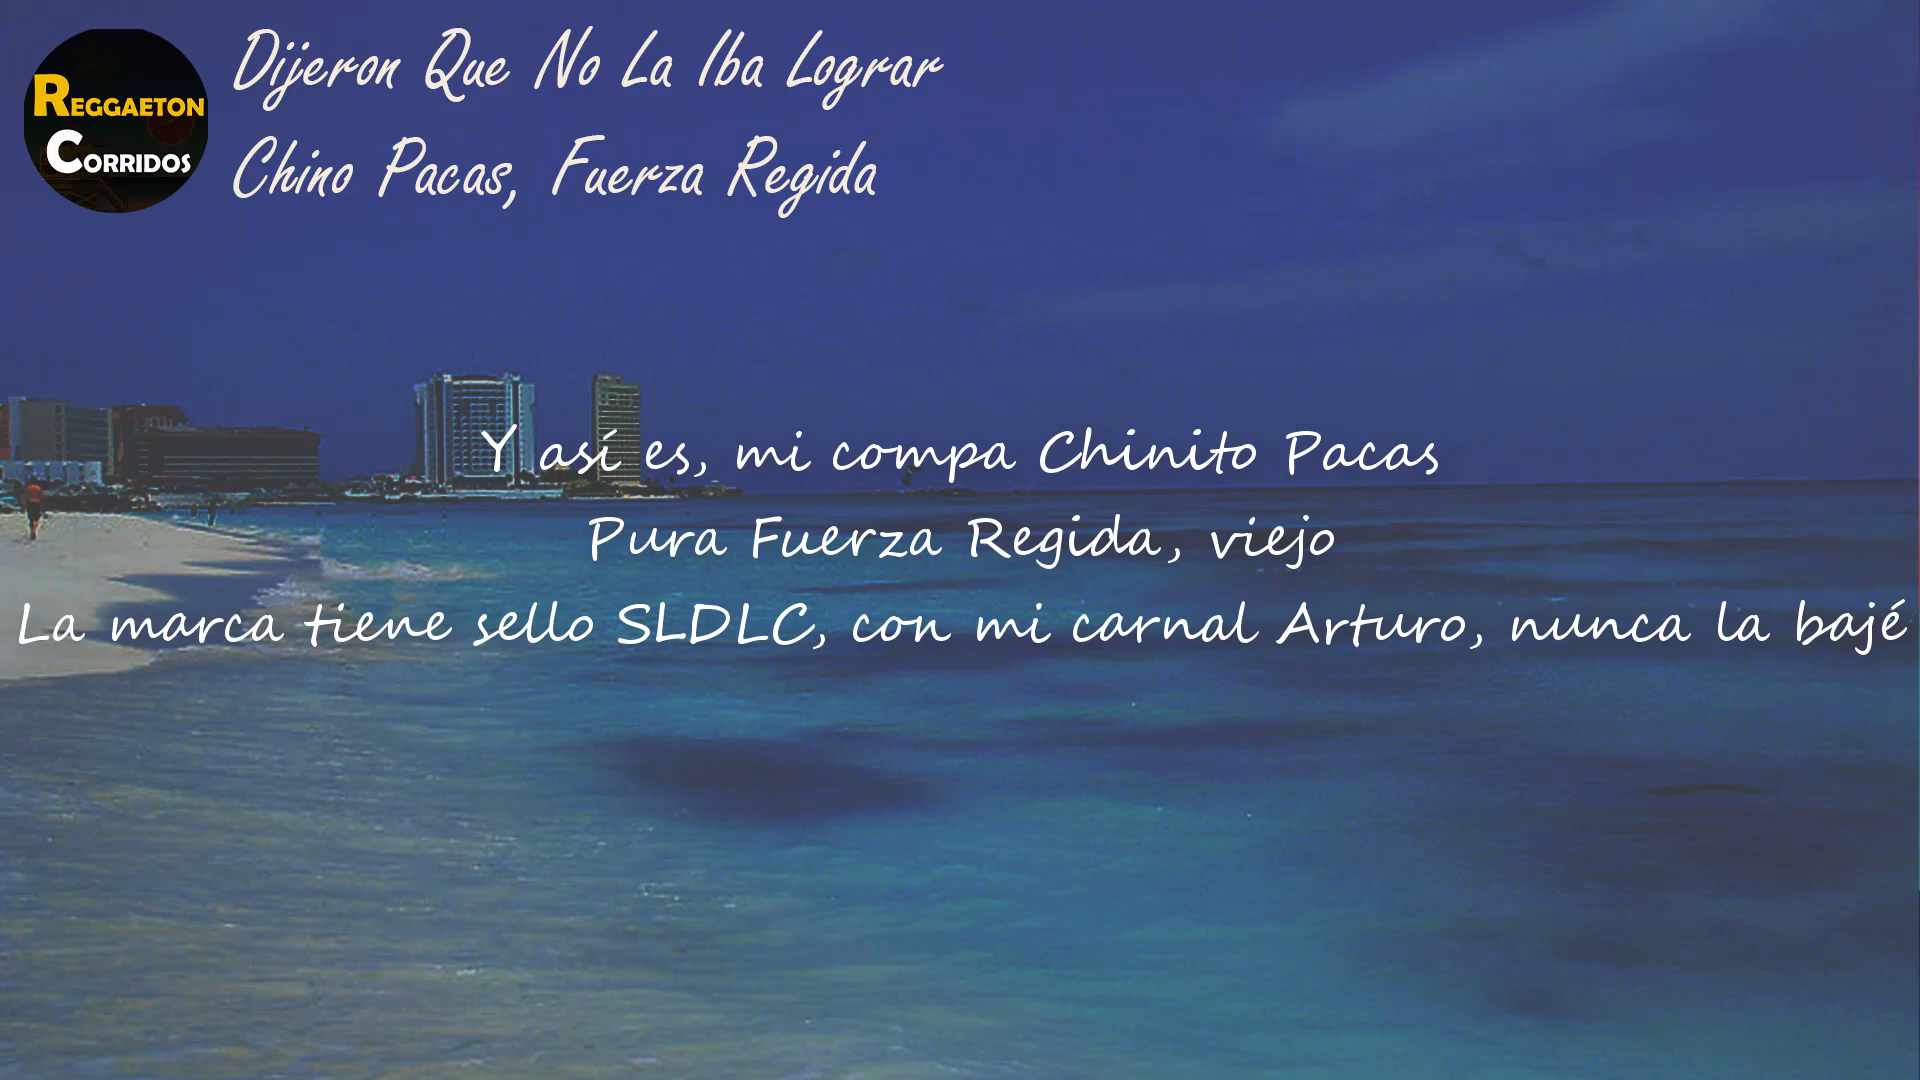 REGGAETON
CORRIDOS
Dijeron Que No La Iba Lograr
Chino Pacas, Fuerza Regida
Y así es, mi compa Chinito Pacas
Pura Fuerza Regida, viejo
La marca tiene sello SLDLC, con mi carnal Arturo, nunca la bajé